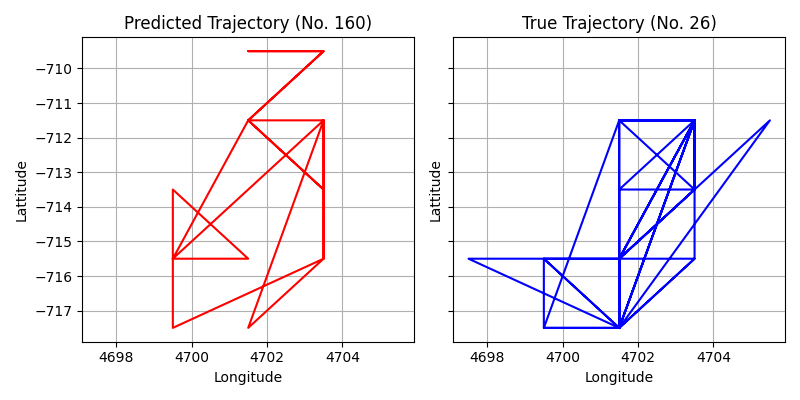 Predicted Trajectory (No. 160)
True Trajectory (No. 26)
−710
−711
−712
−713
−714
−715
−716
−717
Lattitude
Lattitude
4698 4700 4702 4704
4698 4700 4702 4704
Longitude
Longitude